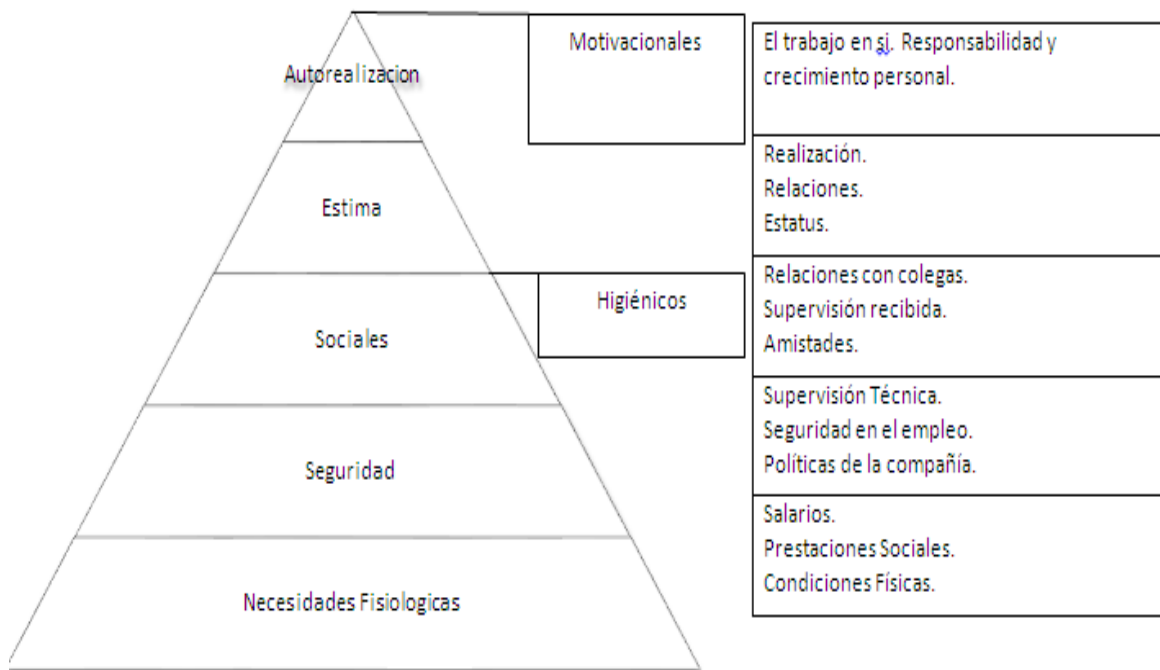 Autorealizacion
Estima
Sociales
Seguridad
Necesidades Fisiologicas
Motivacionales
Higiénicos
El trabajo en si. Responsabilidad y
crecimiento personal.
Realización.
Relaciones.
Estatus.
Relaciones con colegas.
Supervisión recibida.
Amistades.
Supervisión Técnica.
Seguridad en el empleo.
Políticas de la compañía.
Salarios.
Prestaciones Sociales.
Condiciones Físicas.